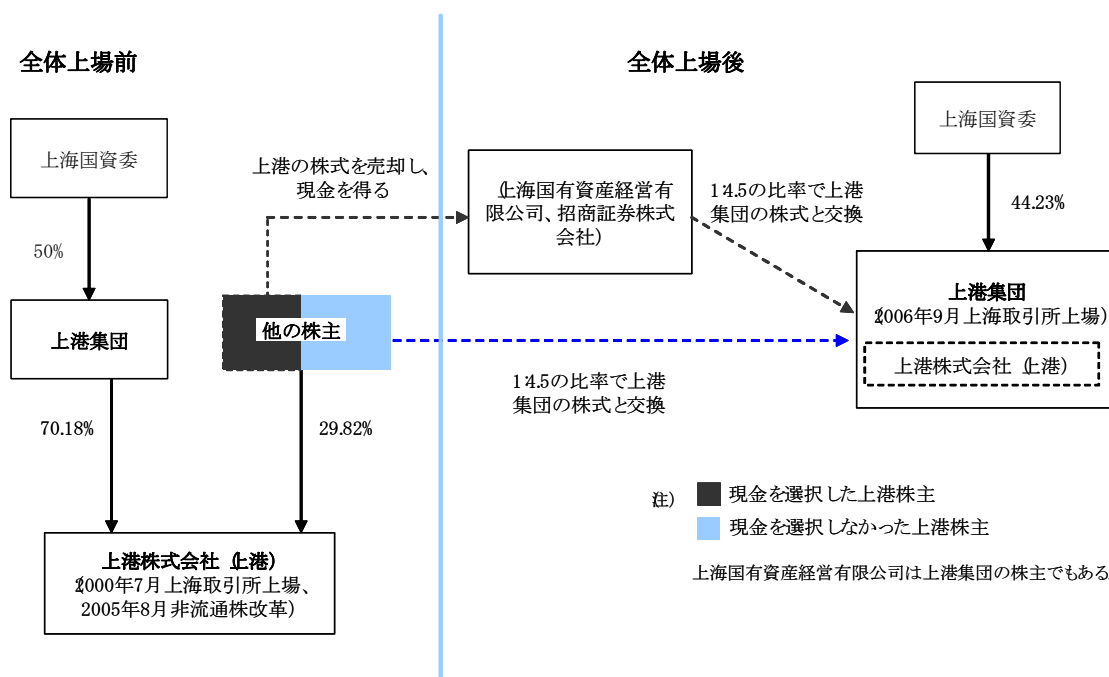 全体上場前
上海国資委
50%
上港集団
70.18%
他の株主
29.82%
上港株式会社(上港)
(2000年7月上海取引所上場、
2005年8月非流通株改革)
上港の株式を売却し、
現金を得る
全体上場後
(上海国有資産経営有
限公司、招商証券株式
会社)
1:4.5の比率で上港
集団の株式と交換
上海国資委
44.23%
上港集団
(2006年9月上海取引所上場)
上港株式会社(上港)
1:4.5の比率で上港
集団の株式と交換
注)
現金を選択した上港株主
現金を選択しなかった上港株主
上海国有資産経営有限公司は上港集団の株主でもある